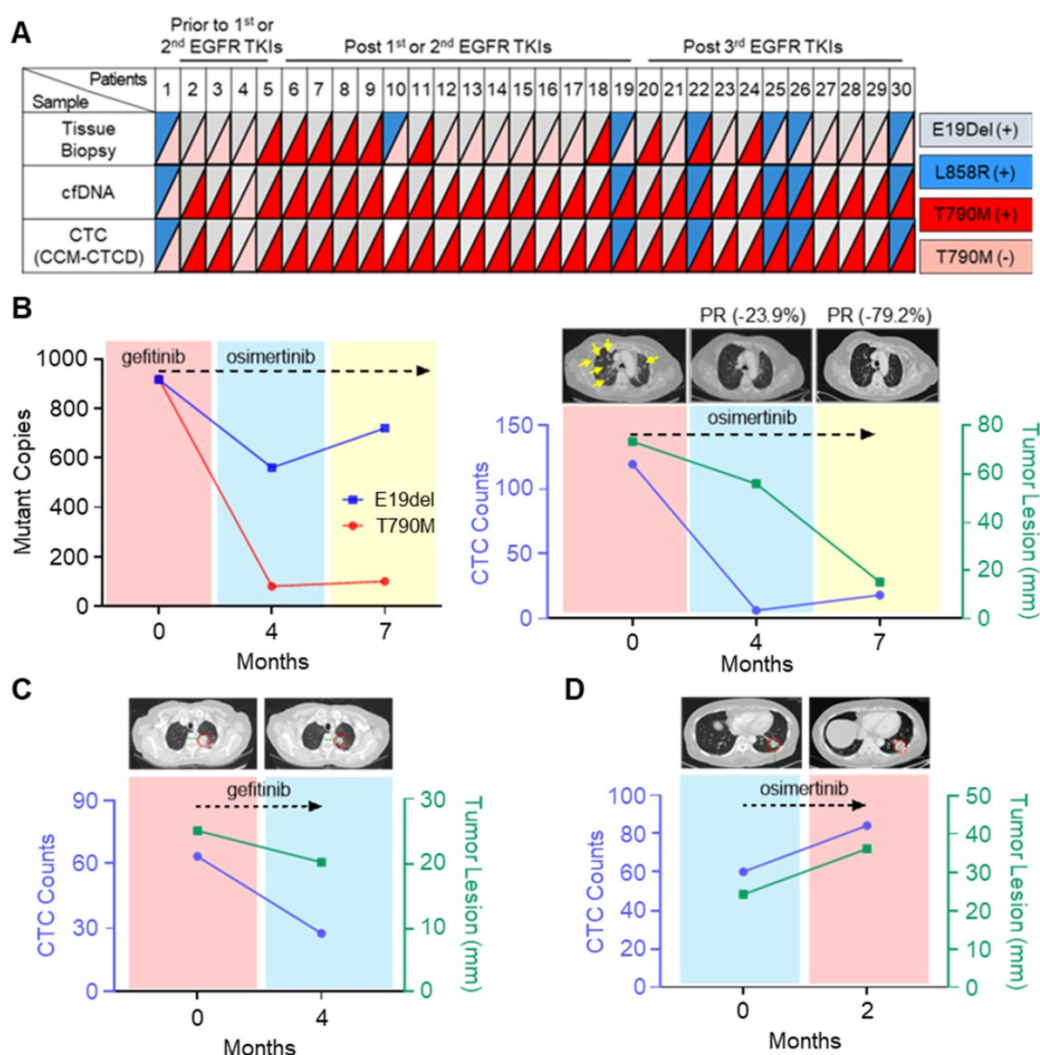 A
Prior to 1st or
2nd EGFR TKIs
Post 1st or 2nd EGFR TKIs
Post 3rd EGFR TKIs
Patients
Sample
1 2 3 4 5 6 7 8 9 10 11 12 13 14 15 16 17 18 19 20 21 22 23 24 25 26 27 28 29 30
Tissue
Biopsy
cfDNA
CTC
(CCM-CTCD)
E19Del (+)
L858R (+)
T790M (+)
T790M (-)
B
gefitinib
osimertinib
1000
800
600
400
200
0
Mutant Copies
E19del
T790M
0 4 7
Months
PR (-23.9%)
PR (-79.2%)
osimertinib
150
100
50
0
CTC Counts
80
60
40
20
0
Tumor Lesion (mm)
0 4 7
Months
C
gefitinib
90
60
30
0
CTC Counts
30
20
10
0
Tumor Lesion (mm)
0 4
Months
D
osimertinib
100
80
60
40
20
0
CTC Counts
50
40
30
20
10
0
Tumor Lesion (mm)
0 2
Months